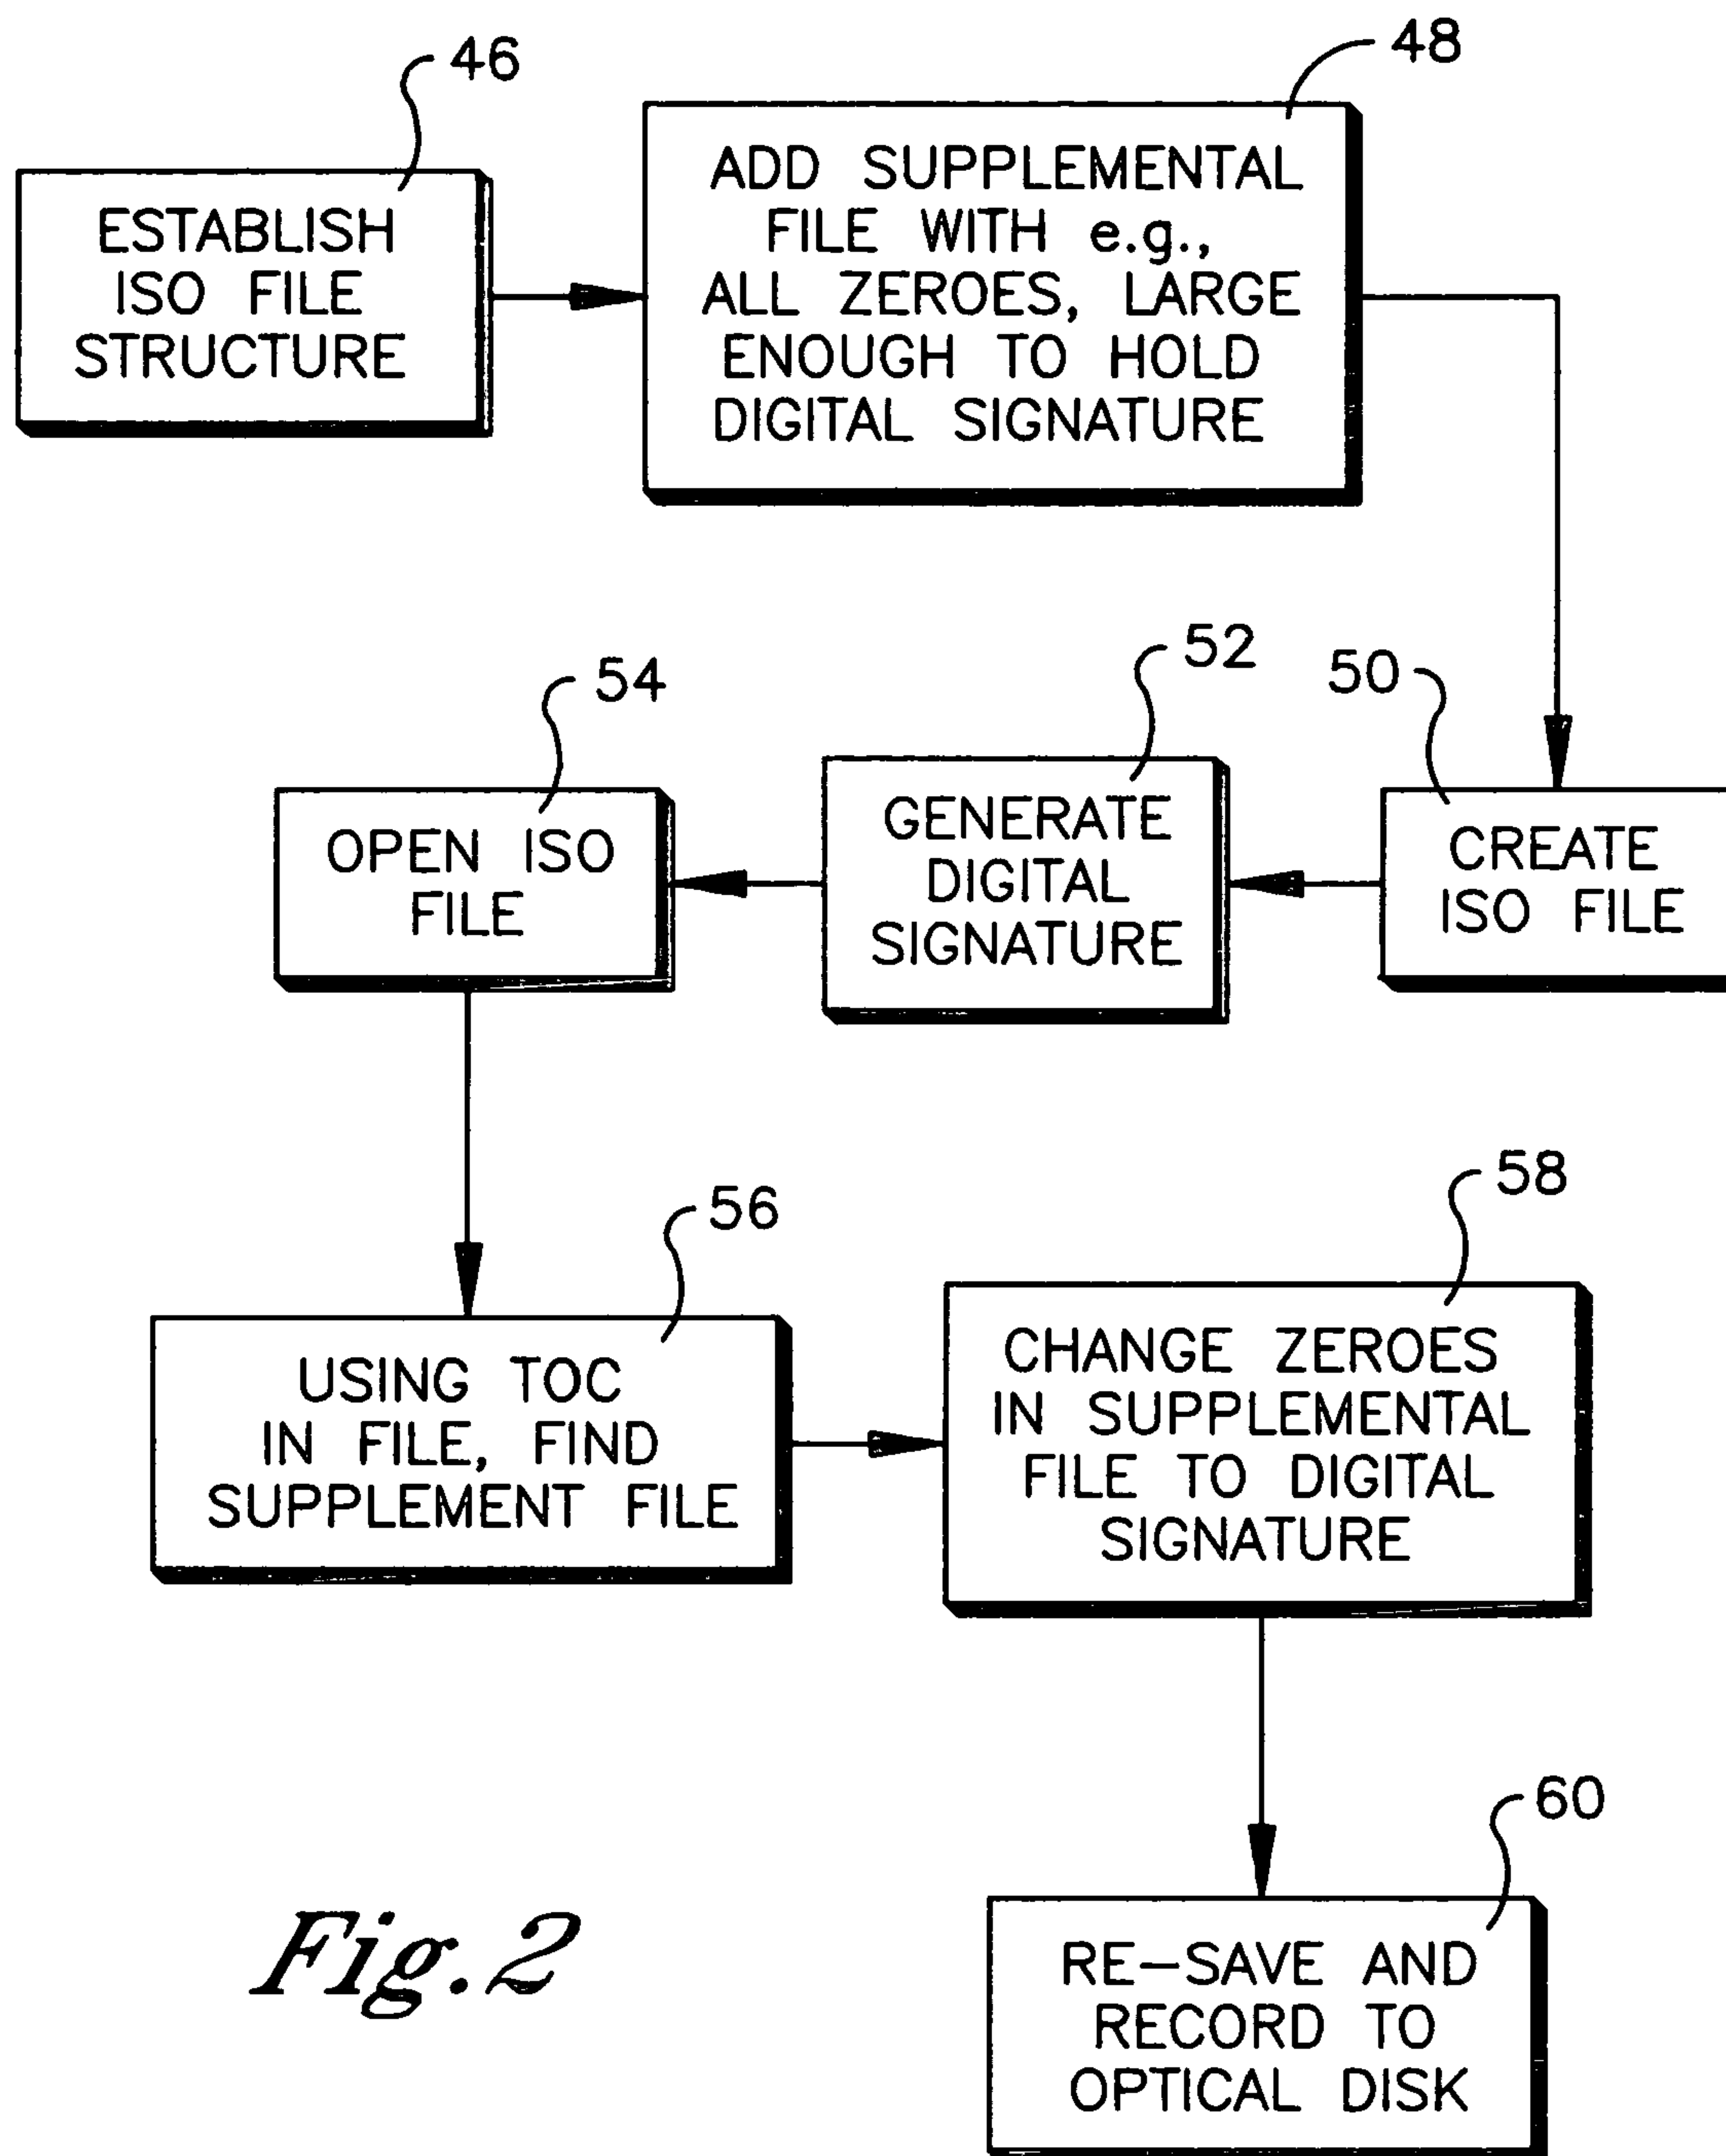 46
ESTABLISH
ISO FILE
STRUCTURE
48
ADD SUPPLEMENTAL
FILE WITH e.g.,
ALL ZEROES, LARGE
ENOUGH TO HOLD
DIGITAL SIGNATURE
50
CREATE
ISO FILE
52
GENERATE
DIGITAL
SIGNATURE
54
OPEN ISO
FILE
56
USING TOC
IN FILE, FIND
SUPPLEMENT FILE
58
CHANGE ZEROES
IN SUPPLEMENTAL
FILE TO DIGITAL
SIGNATURE
60
RE-SAVE AND
RECORD TO
OPTICAL DISK
Fig. 2